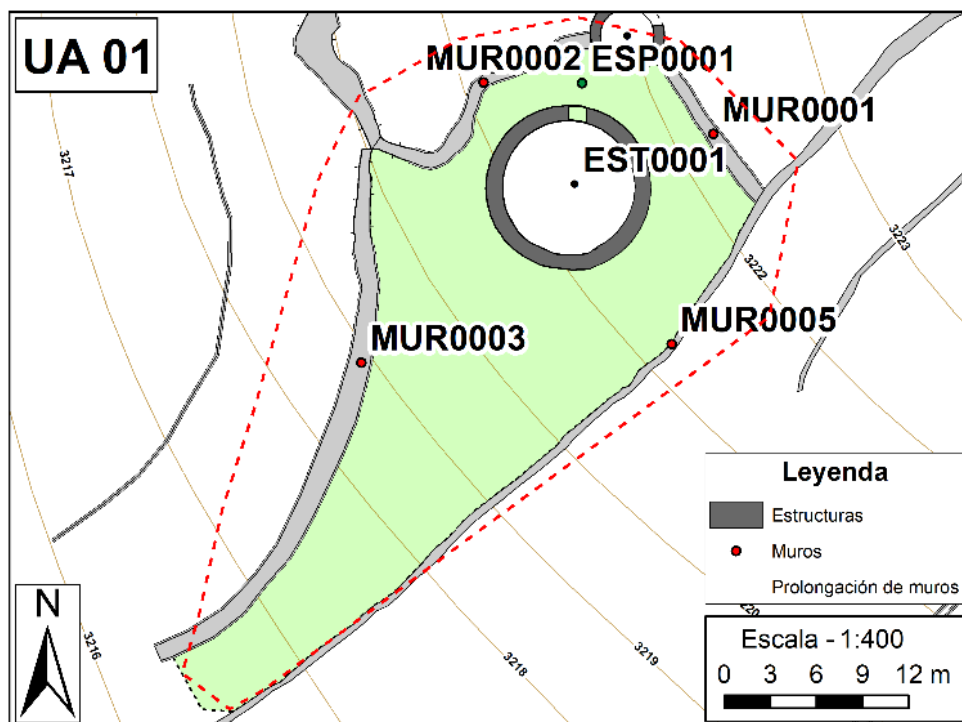 UA 01
MUR0002
ESP0001
MUR0001
3217
EST0001
3223
3222
MUR0005
MUR0003
Leyenda
Estructuras
Muros
Prolongación de muros
N
3220
Escala - 1:400
3216
3218
3219
0 3 6 9 12 m